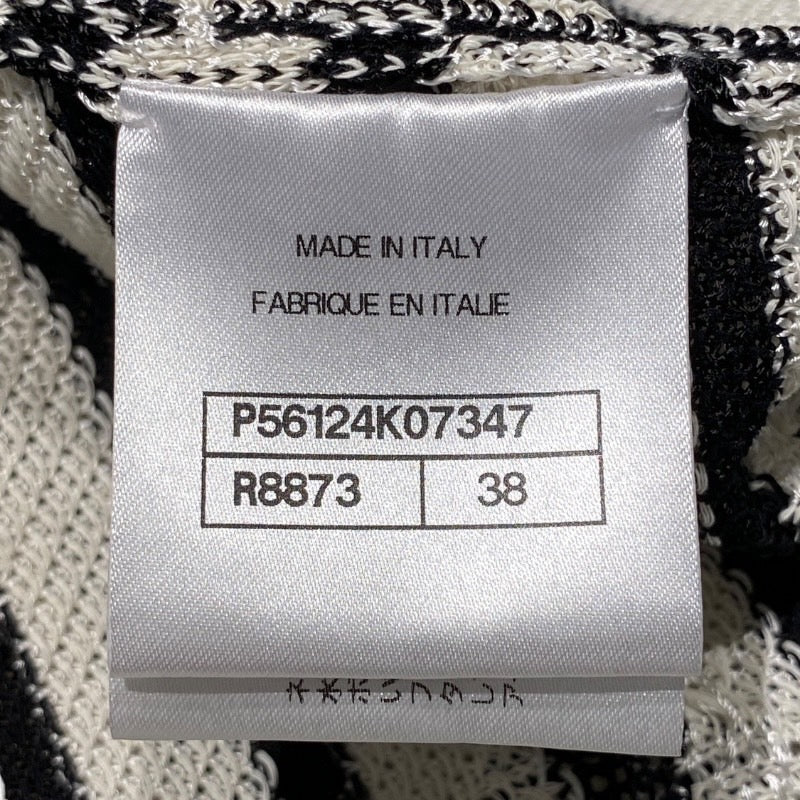 MADE IN ITALY
FABRIQUE EN ITALIE
P56124K07347
R8873 38